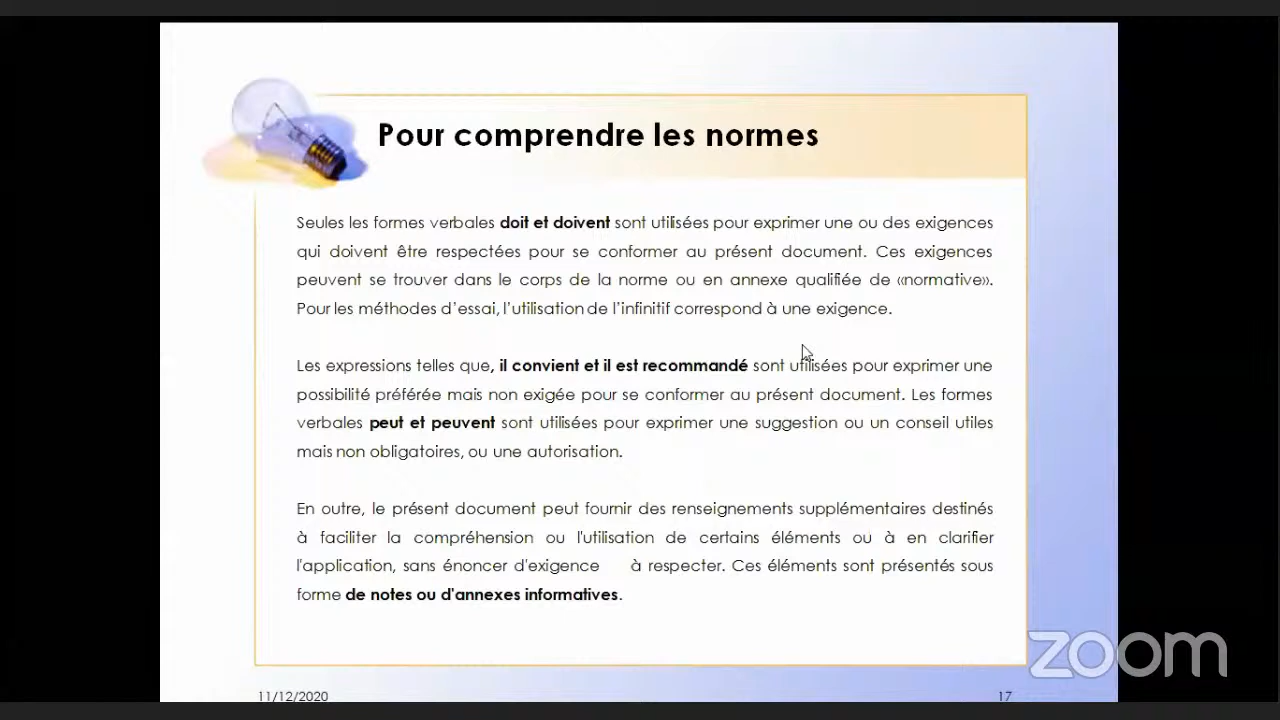 Pour comprendre les normes
Seules les formes verbales doit et doivent sont utilisées pour exprimer une ou des exigences
qui doivent être respectées pour se conformer au présent document. Ces exigences
peuvent se trouver dans le corps de la norme ou en annexe qualifiée de «normative».
Pour les méthodes d'essai, l'utilisation de l'infinitif correspond à une exigence.
Les expressions telles que, il convient et il est recommandé sont utilisées pour exprimer une
possibilité préférée mais non exigée pour se conformer au présent document. Les formes
verbales peut et peuvent sont utilisées pour exprimer une suggestion ou un conseil utiles
mais non obligatoires, ou une autorisation.
En outre, le présent document peut fournir des renseignements supplémentaires destinés
à faciliter la compréhension ou l'utilisation de certains éléments ou à en clarifier
l'application, sans énoncer d'exigence à respecter. Ces éléments sont présentés sous
forme de notes ou d'annexes informatives.
zoom
11/12/2020
17